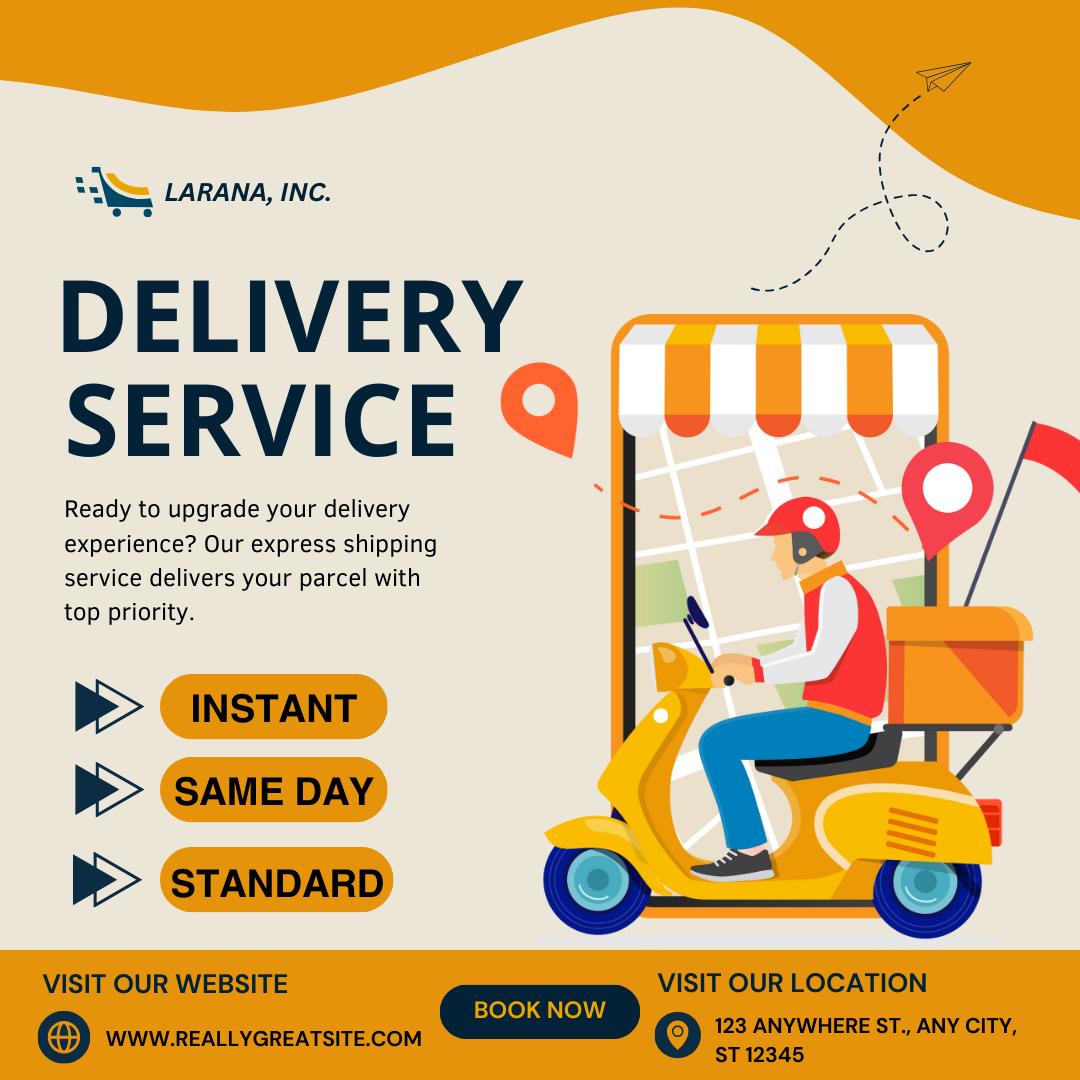 LARANA, INC.
DELIVERY
SERVICE
Ready to upgrade your delivery
experience? Our express shipping
service delivers your parcel with
top priority.
INSTANT
SAME DAY
STANDARD
VISIT OUR WEBSITE
WWW.REALLYGREATSITE.COM
BOOK NOW
VISIT OUR LOCATION
123 ANYWHERE ST., ANY CITY,
ST 12345